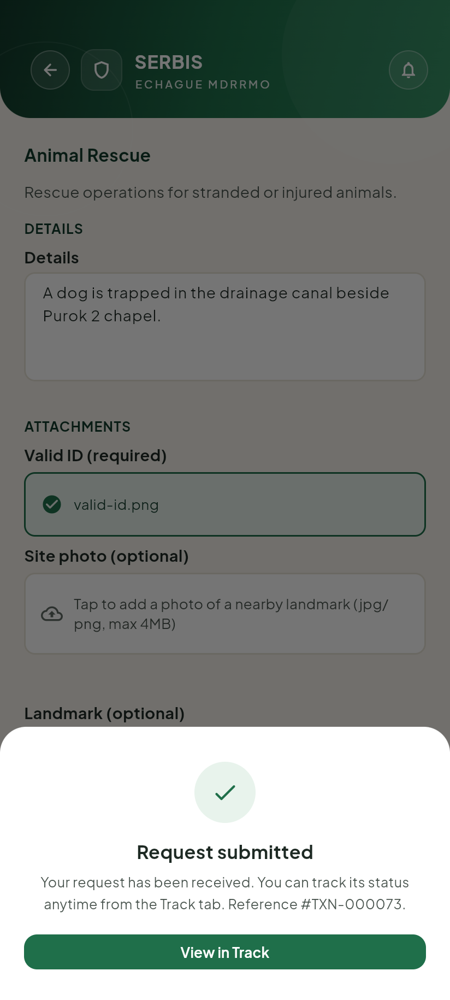 SERBIS
ECHAGUE MDRRMO
Animal Rescue
Rescue operations for stranded or injured animals.
DETAILS
Details
A dog is trapped in the drainage canal beside
Purok 2 chapel.
ATTACHMENTS
Valid ID (required)
valid-id.png
Site photo (optional)
Tap to add a photo of a nearby landmark (jpg/
png, max 4MB)
Landmark (optional)
Request submitted
Your request has been received. You can track its status
anytime from the Track tab. Reference #TXN-000073.
View in Track